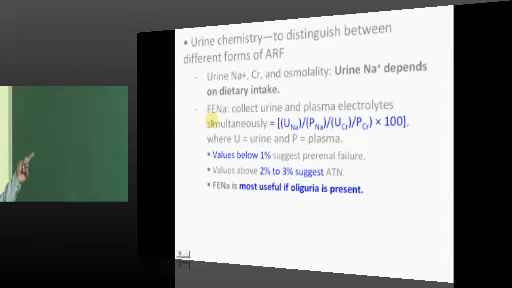 • Urine chemistry—to distinguish between
different forms of ARF
- Urine Na+, Cr, and osmolality: Urine Na⁺ depends
on dietary intake.
- FENa: collect urine and plasma electrolytes
simultaneously = [(U_Na)/(P_Na)/(U_Cr)/P_Cr) × 100],
where U = urine and P = plasma.
▪ Values below 1% suggest prerenal failure.
▪ Values above 2% to 3% suggest ATN.
▪ FENa is most useful if oliguria is present.